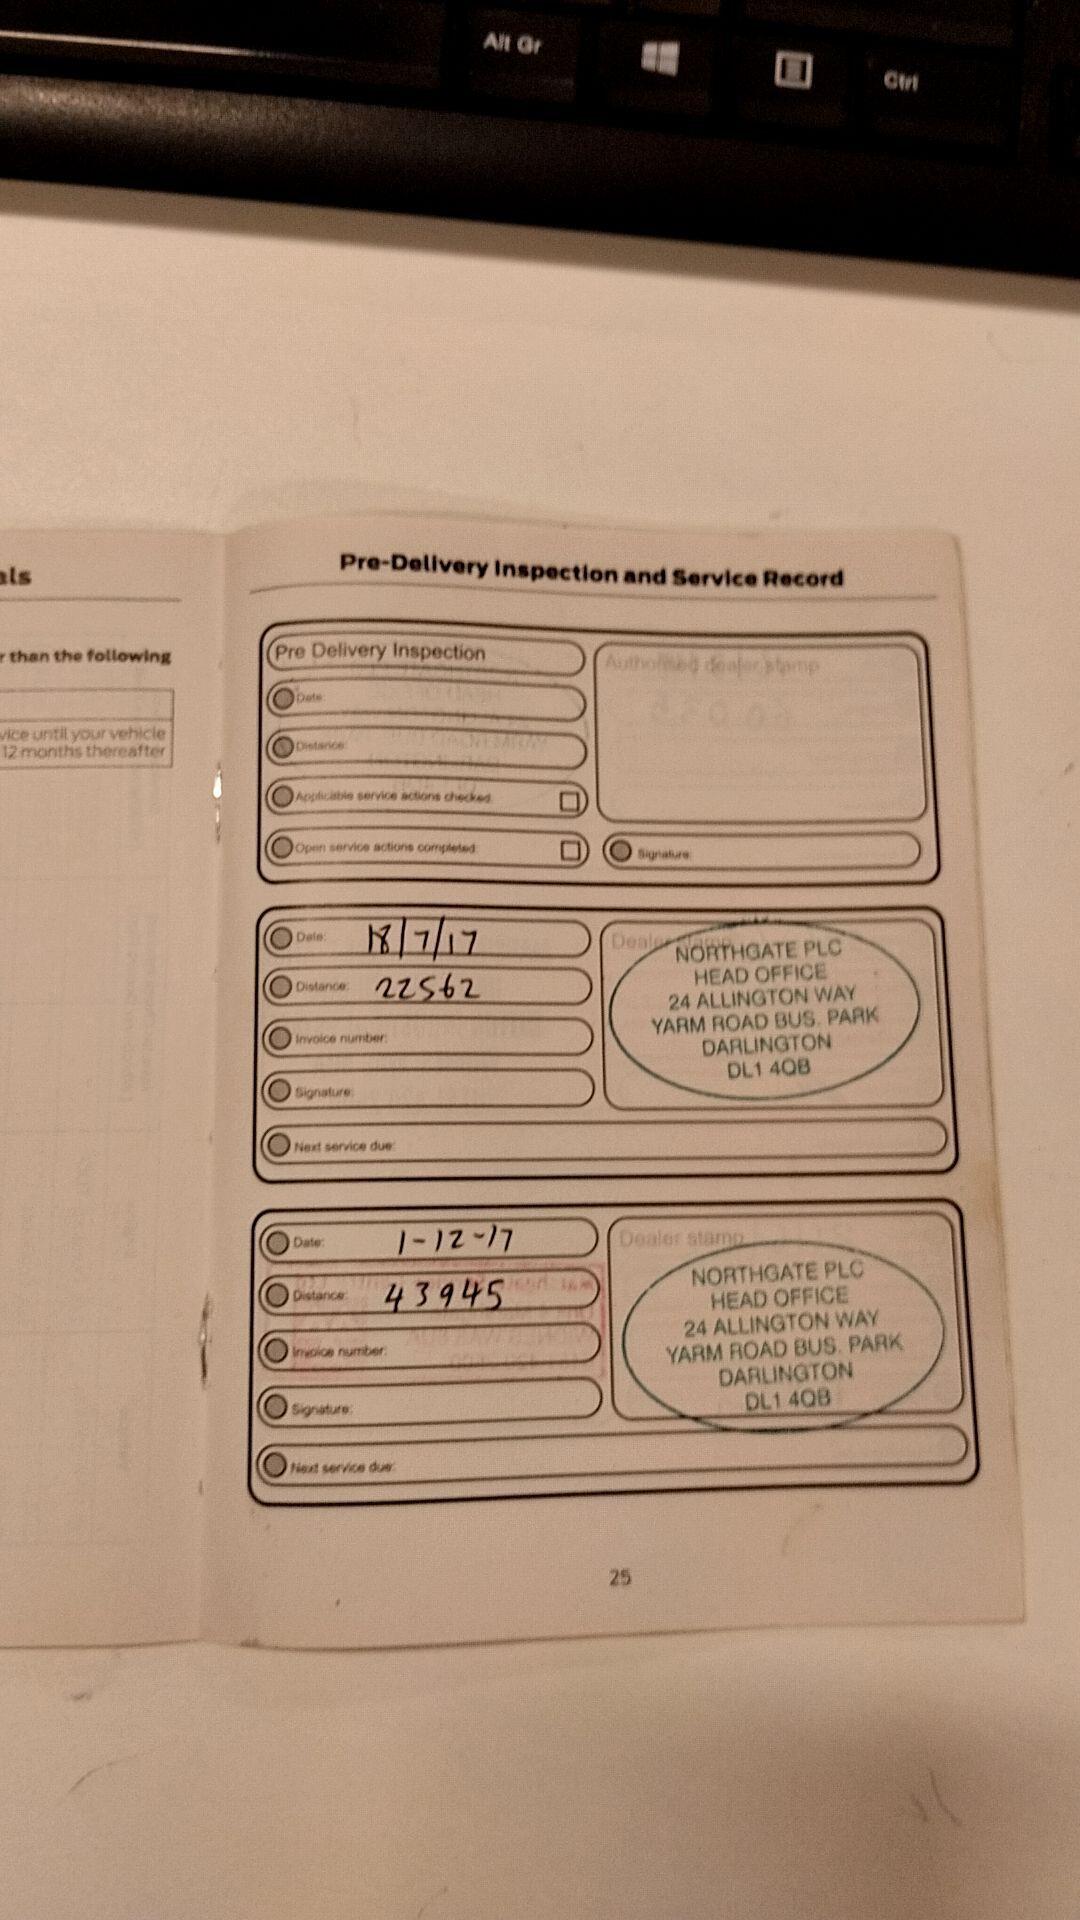 Alt Gr
Ctrl
als
r than the following
vice until your vehicle
12 months thereafter
Pre-Delivery Inspection and Service Record
Pre Delivery Inspection
Authorised dealer stamp
Date:
Distance:
Applicable service actions checked:
Open service actions completed:
Signature:
Date: 18/7/17
Distance: 22562
Invoice number:
Signature:
Next service due:
Dealer stamp
NORTHGATE PLC
HEAD OFFICE
24 ALLINGTON WAY
YARM ROAD BUS. PARK
DARLINGTON
DL1 4QB
Date: 1-12-17
Distance: 43945
Invoice number:
Signature:
Next service due:
Dealer stamp
NORTHGATE PLC
HEAD OFFICE
24 ALLINGTON WAY
YARM ROAD BUS. PARK
DARLINGTON
DL1 4QB
25